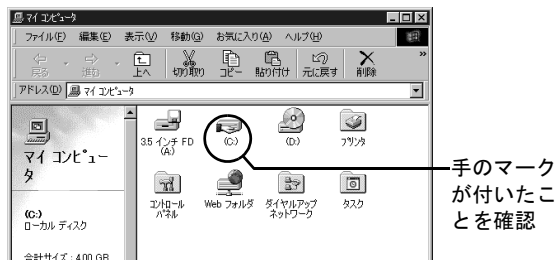 マイ コンピュータ
ファイル(F) 編集(E) 表示(V) 移動(G) お気に入り(A) ヘルプ(H)
戻る 進む 上へ 切り取り コピー 貼り付け 元に戻す 削除 »
アドレス(D) マイ コンピュータ
マイ コンピュー
タ
(C:)
ローカル ディスク
合計サイズ : 4.00 GB
3.5 インチ FD
(A:)
(C:)
(D:)
プリンタ
コントロール
パネル
Web フォルダ
ダイヤルアップ
ネットワーク
タスク
手のマーク
が付いたこ
とを確認